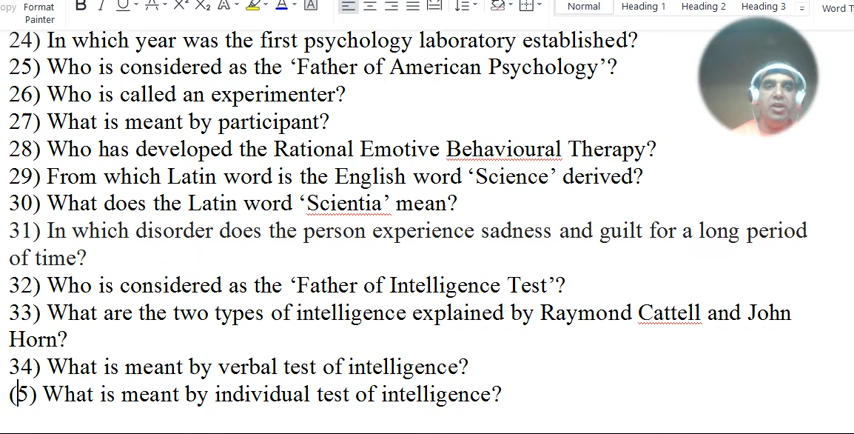 opy Format B I U A X² X₂ A A A Normal Heading 1 Heading 2 Heading 3
Painter
24) In which year was the first psychology laboratory established?
25) Who is considered as the ‘Father of American Psychology’?
26) Who is called an experimenter?
27) What is meant by participant?
28) Who has developed the Rational Emotive Behavioural Therapy?
29) From which Latin word is the English word ‘Science’ derived?
30) What does the Latin word ‘Scientia’ mean?
31) In which disorder does the person experience sadness and guilt for a long period
of time?
32) Who is considered as the ‘Father of Intelligence Test’?
33) What are the two types of intelligence explained by Raymond Cattell and John
Horn?
34) What is meant by verbal test of intelligence?
(5) What is meant by individual test of intelligence?